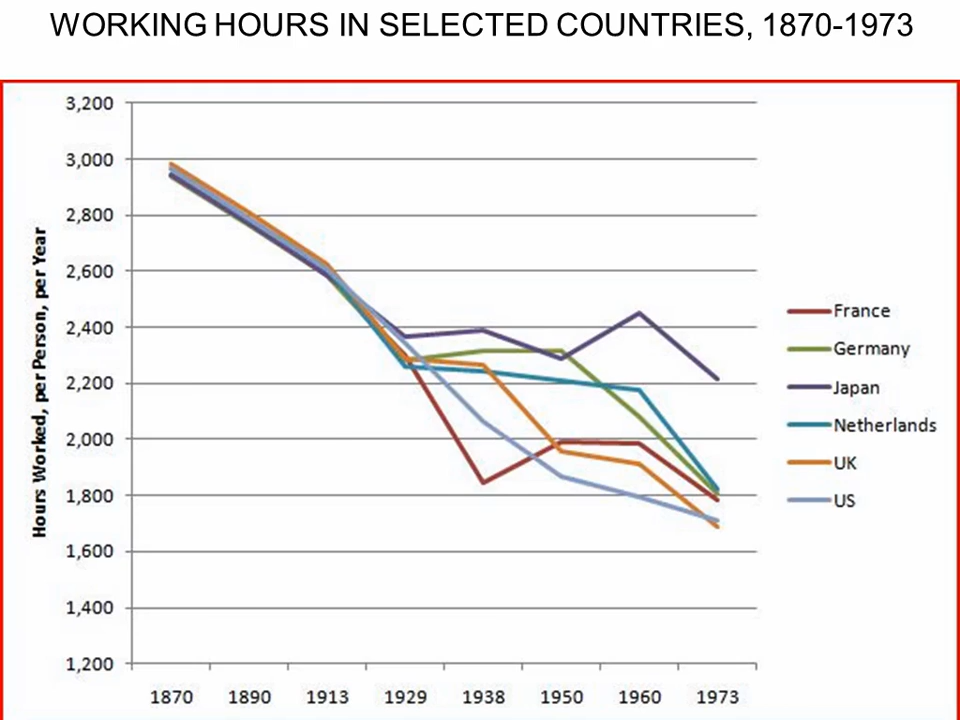 WORKING HOURS IN SELECTED COUNTRIES, 1870-1973
Hours Worked, per Person, per Year
3,200
3,000
2,800
2,600
2,400
2,200
2,000
1,800
1,600
1,400
1,200
1870 1890 1913 1929 1938 1950 1960 1973
France
Germany
Japan
Netherlands
UK
US